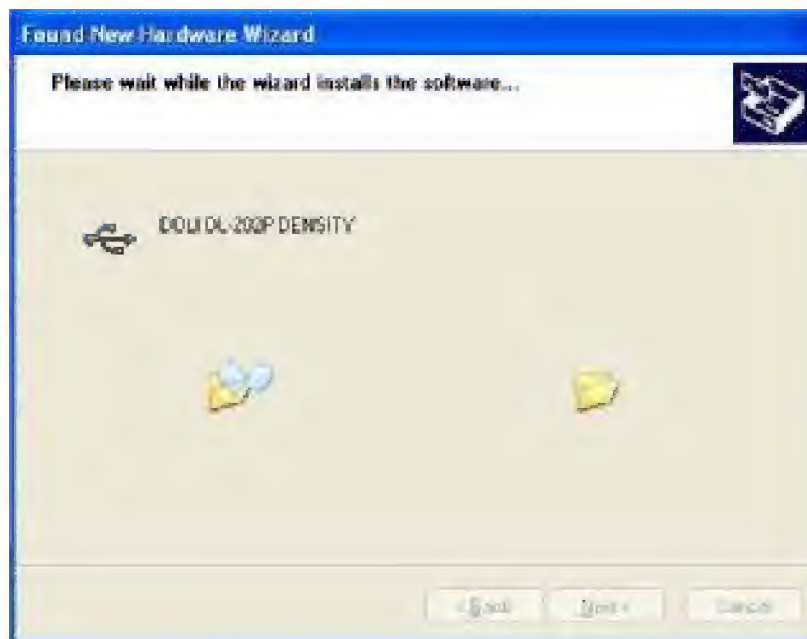 Found New Hardware Wizard
Please wait while the wizard installs the software...
DOLI DL-202P DENSITY
< Back
Next >
Cancel